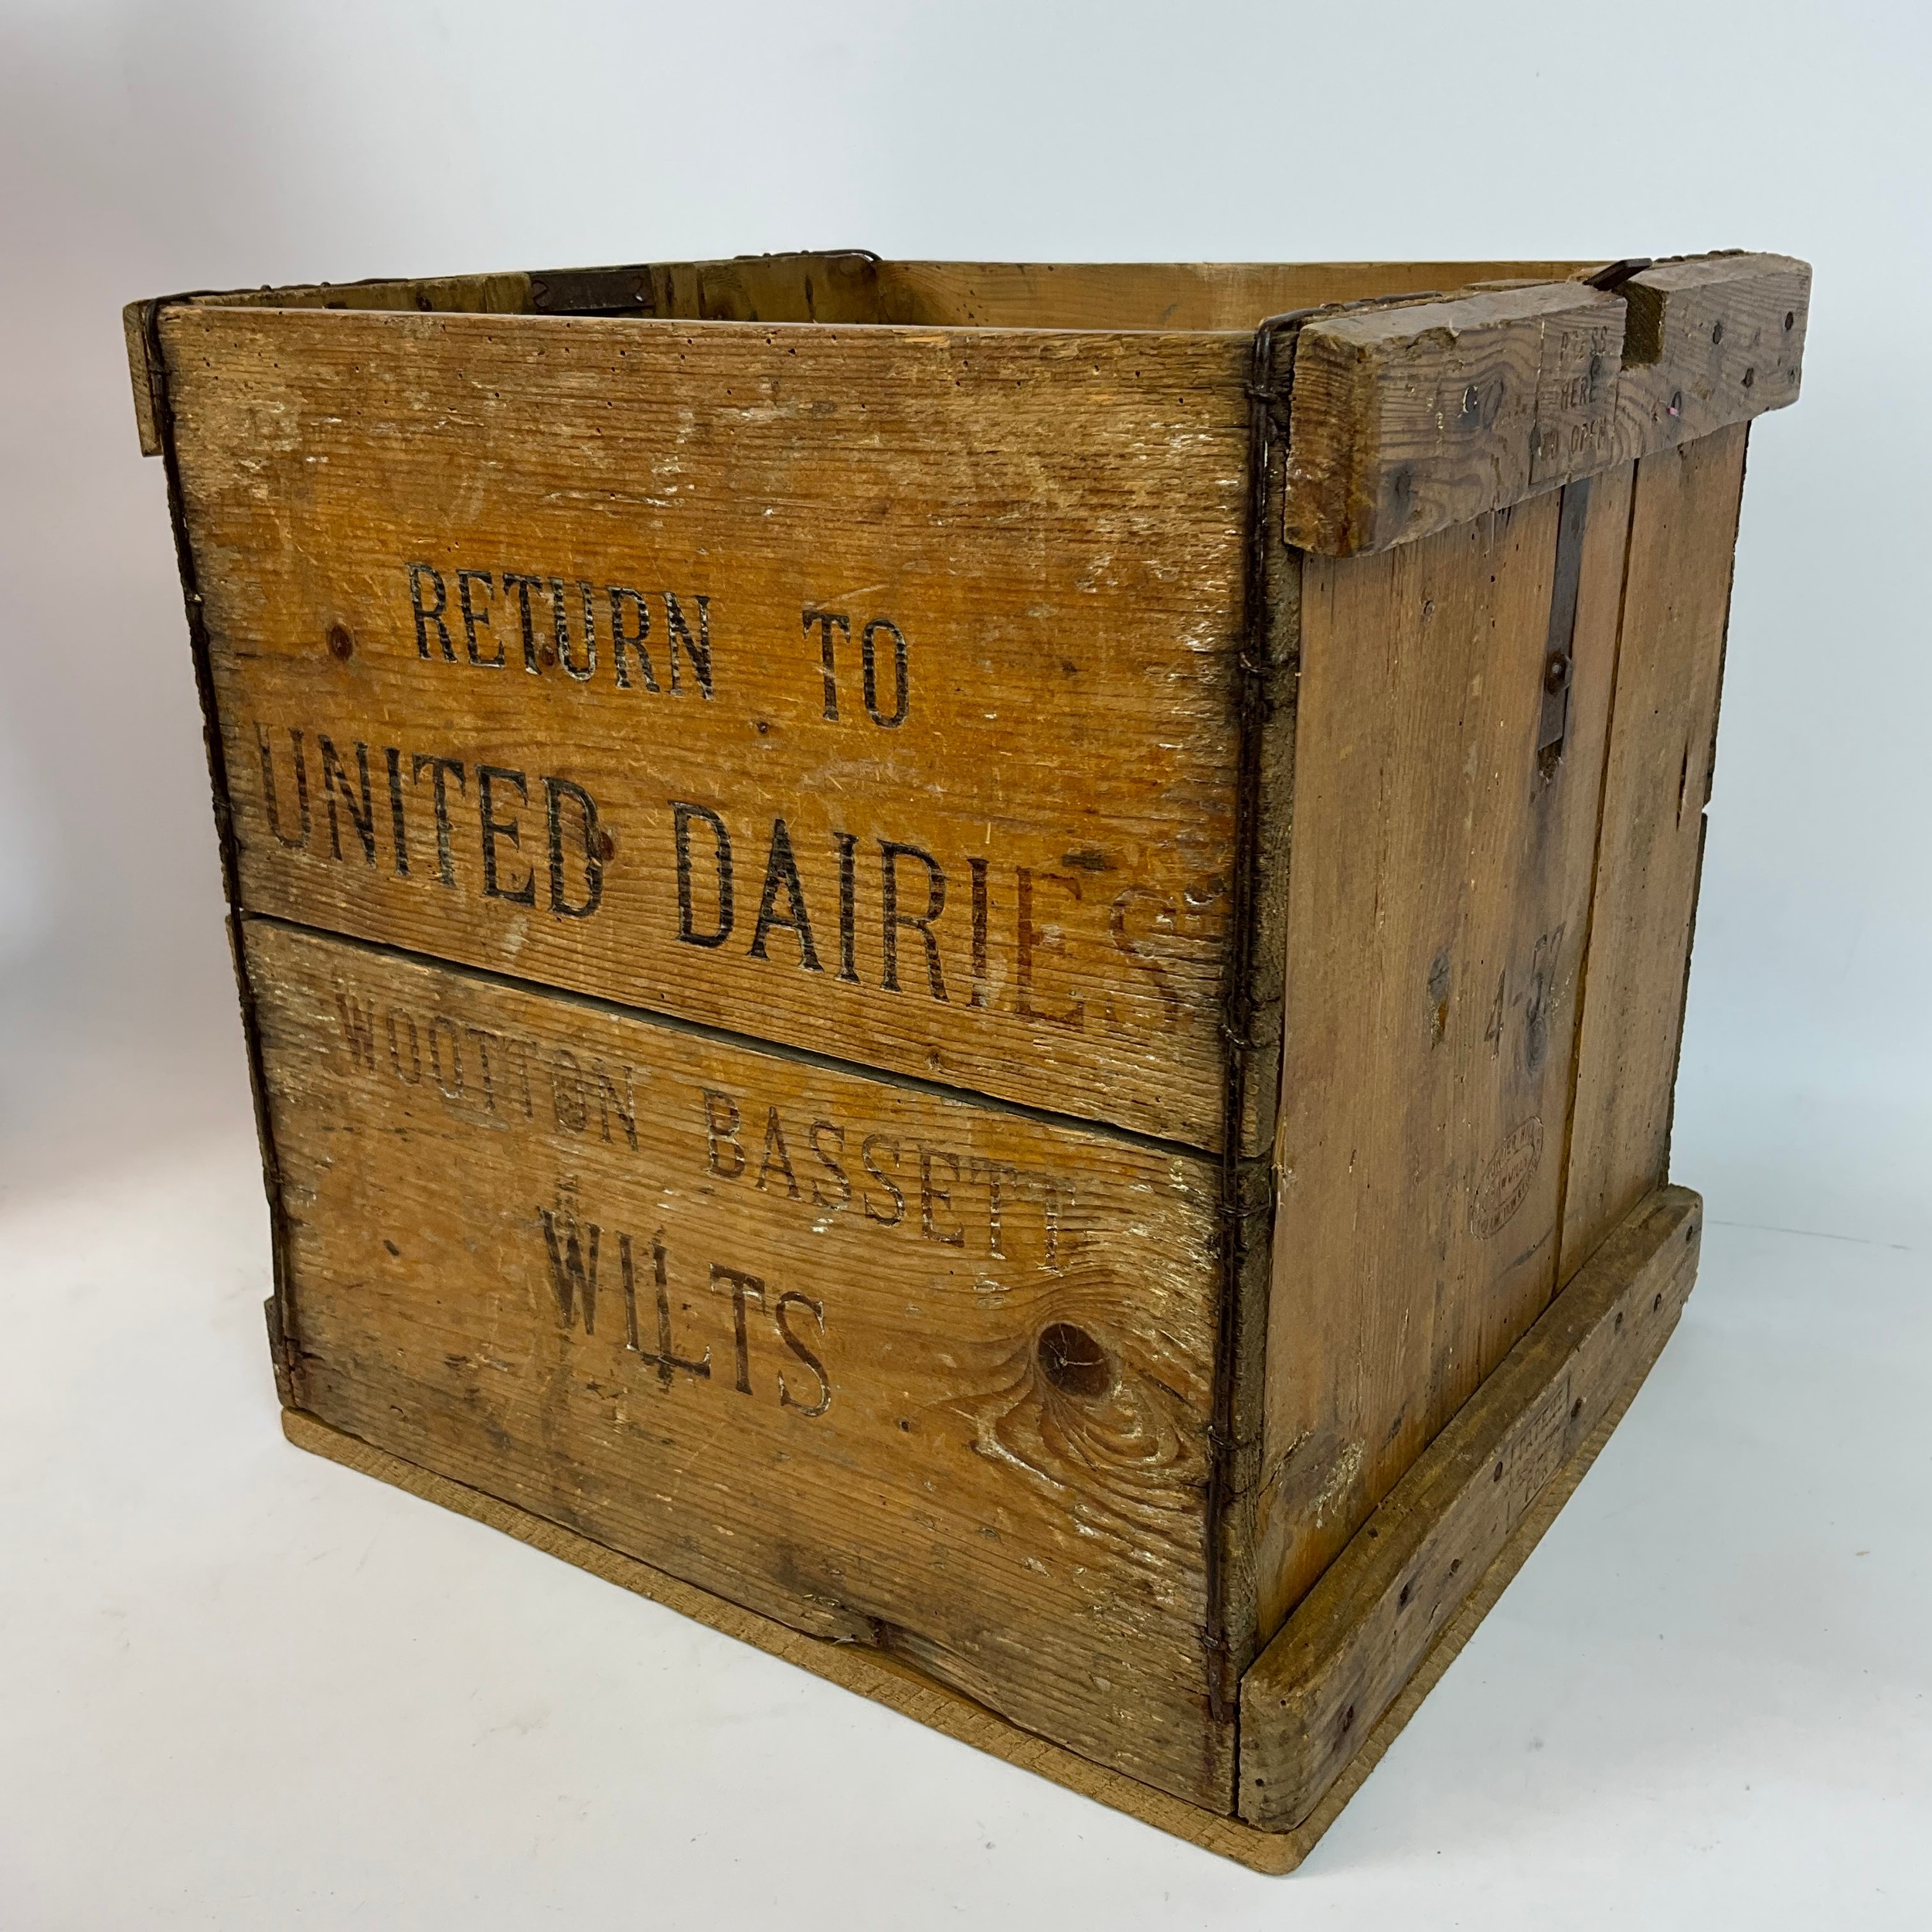 RETURN TO
UNITED DAIRIES
WOOTTON BASSETT
WILTS
PRESS
HERE
TO OPEN
4-57